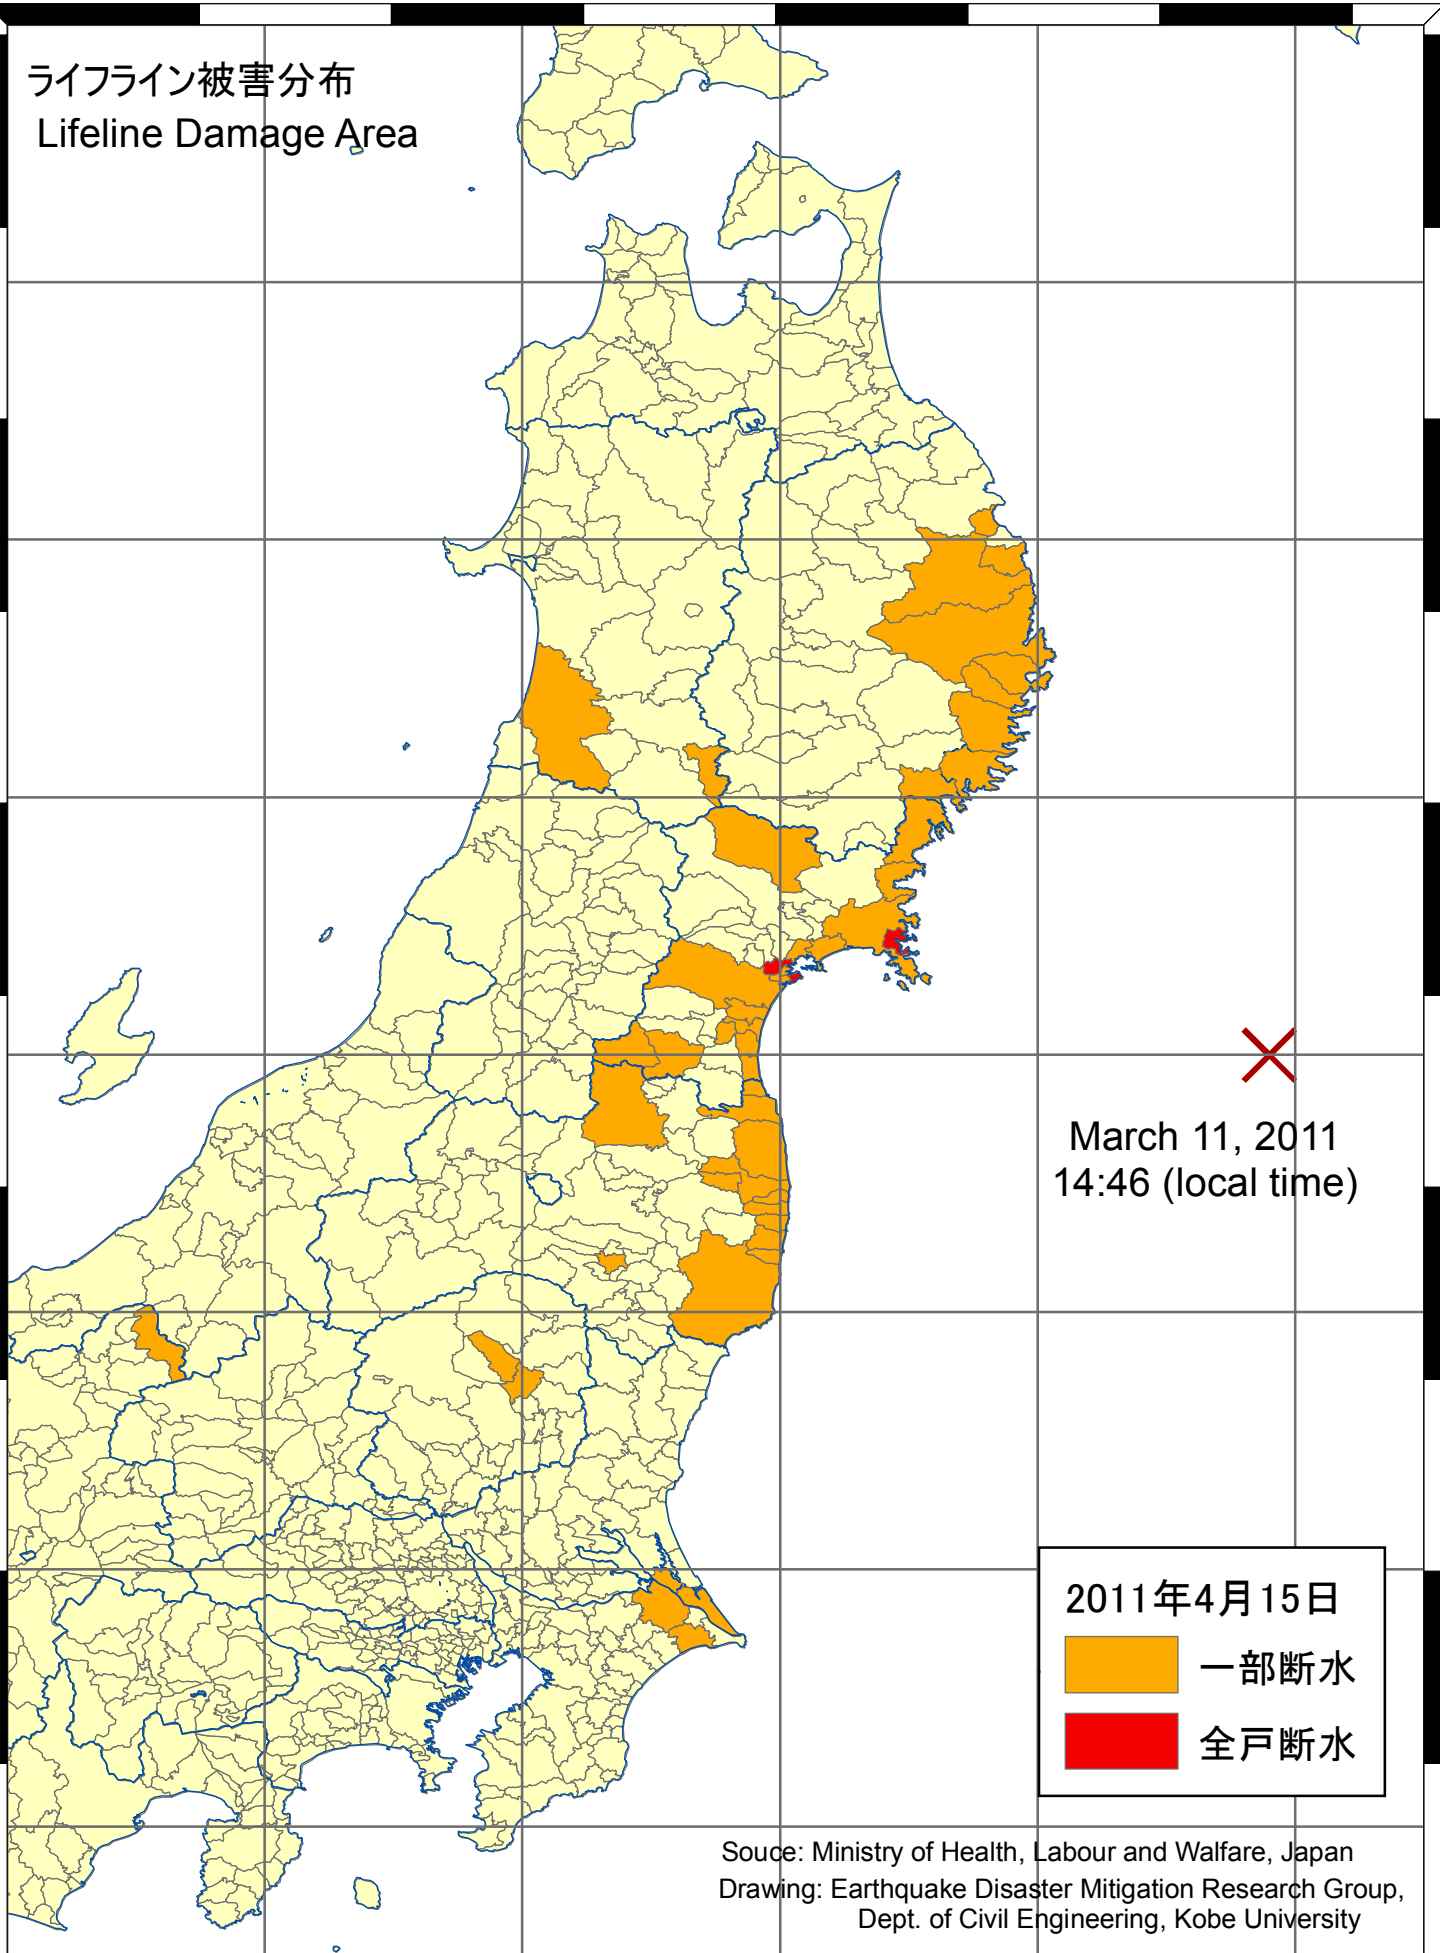 ライフライン被害分布
Lifeline Damage Area
March 11, 2011
14:46 (local time)
2011年4月15日
一部断水
全戸断水
Souce: Ministry of Health, Labour and Walfare, Japan
Drawing: Earthquake Disaster Mitigation Research Group,
Dept. of Civil Engineering, Kobe University